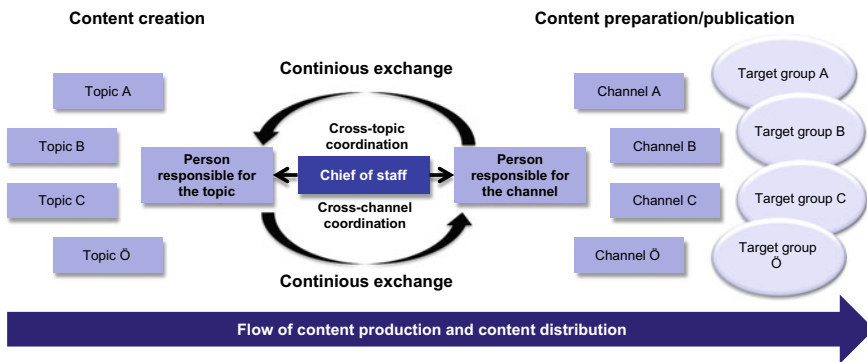 Content creation
Content preparation/publication
Continious exchange
Topic A
Topic B
Topic C
Topic Ö
Person
responsible for
the topic
Cross-topic
coordination
Chief of staff
Cross-channel
coordination
Person
responsible for
the channel
Continious exchange
Channel A
Channel B
Channel C
Channel Ö
Target group A
Target group B
Target group C
Target group
Ö
Flow of content production and content distribution